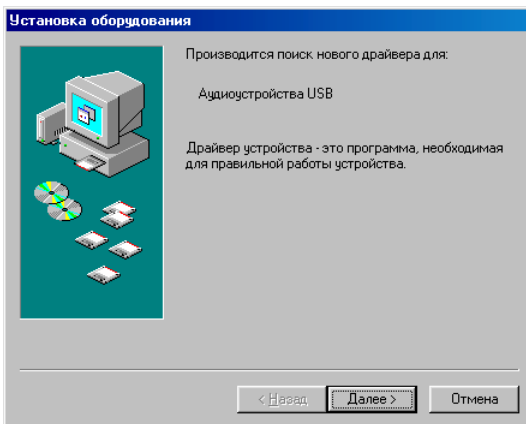 Установка оборудования
Производится поиск нового драйвера для:
Аудиоустройства USB
Драйвер устройства - это программа, необходимая
для правильной работы устройства.
< Назад
Далее >
Отмена